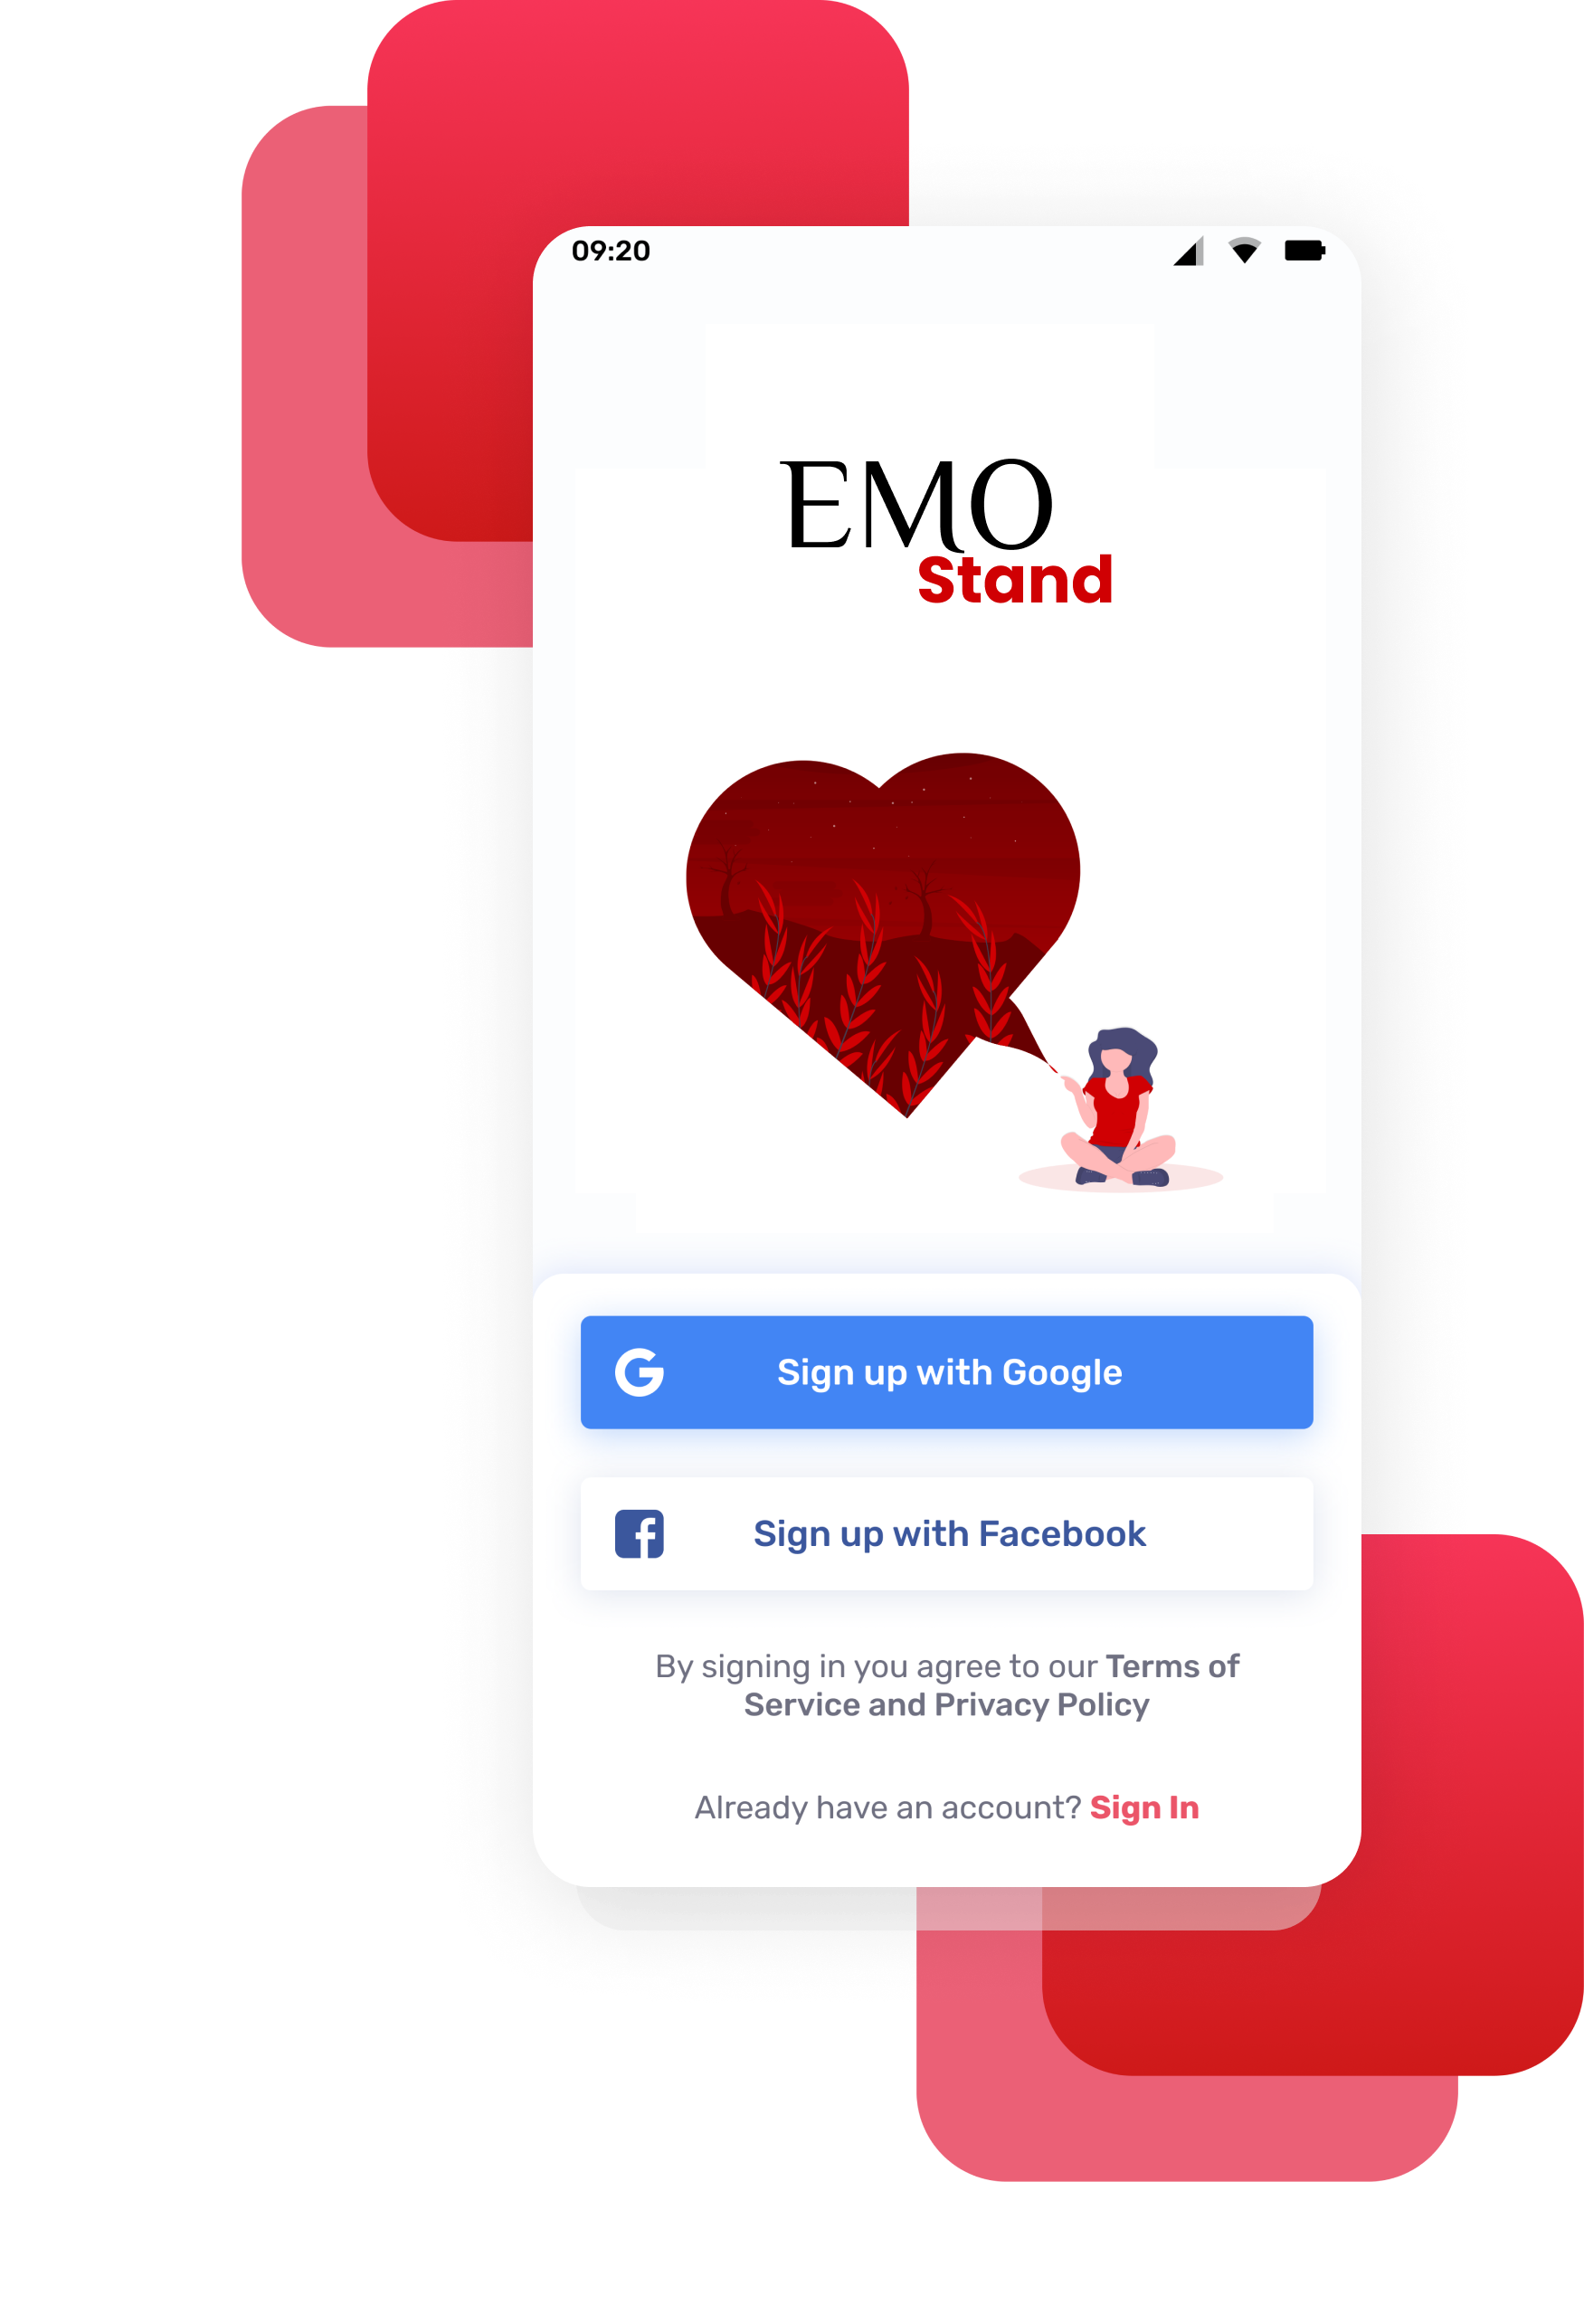 09:20
EMO
Stand
Sign up with Google
Sign up with Facebook
By signing in you agree to our Terms of
Service and Privacy Policy
Already have an account? Sign In